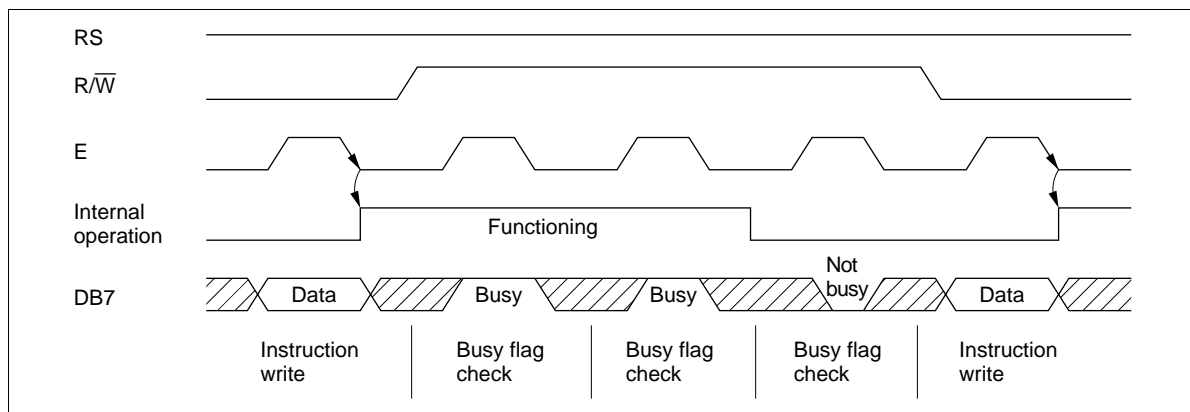 RS
R/W̅
E
Internal
operation
Functioning
DB7
Data
Busy
Busy
Not
busy
Data
Instruction
write
Busy flag
check
Busy flag
check
Busy flag
check
Instruction
write